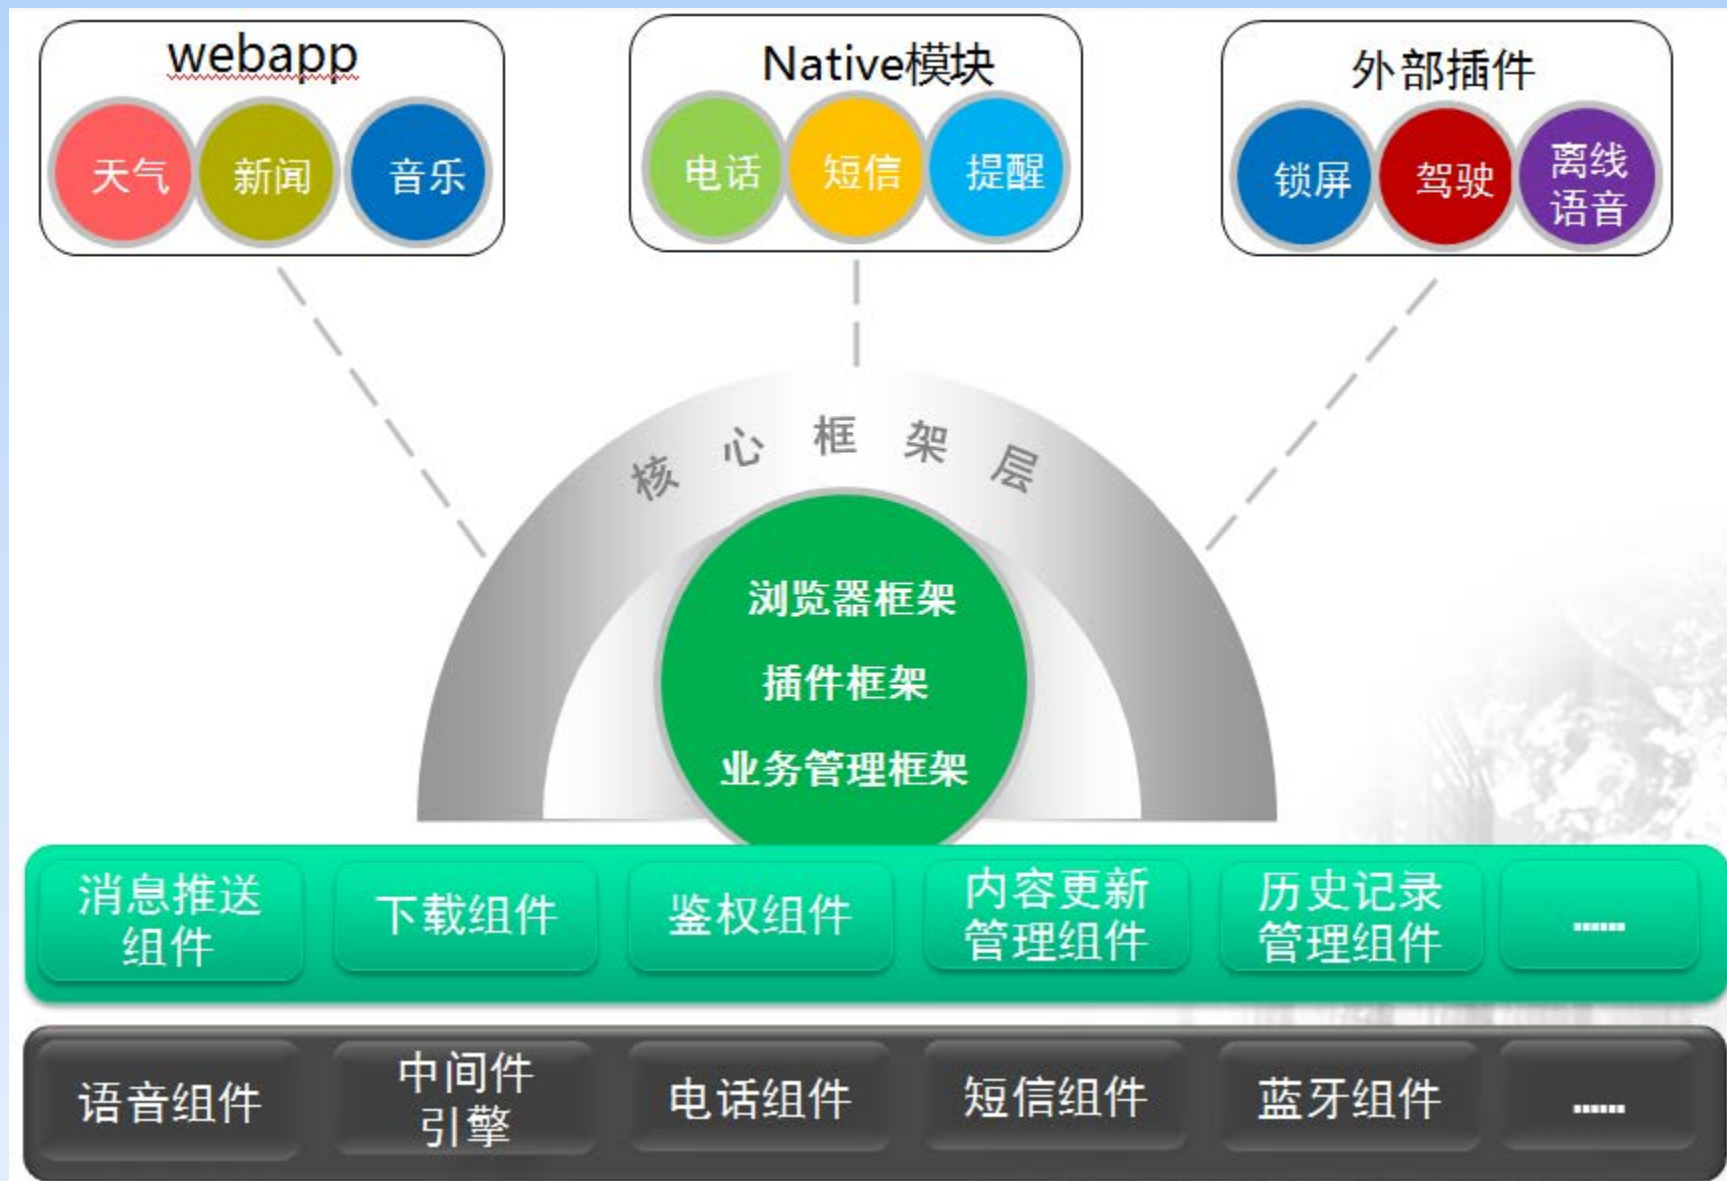 webapp
天气
新闻
音乐
Native模块
电话
短信
提醒
外部插件
锁屏
驾驶
离线
语音
核心框架层
浏览器框架
插件框架
业务管理框架
消息推送
组件
下载组件
鉴权组件
内容更新
管理组件
历史记录
管理组件
......
语音组件
中间件
引擎
电话组件
短信组件
蓝牙组件
......